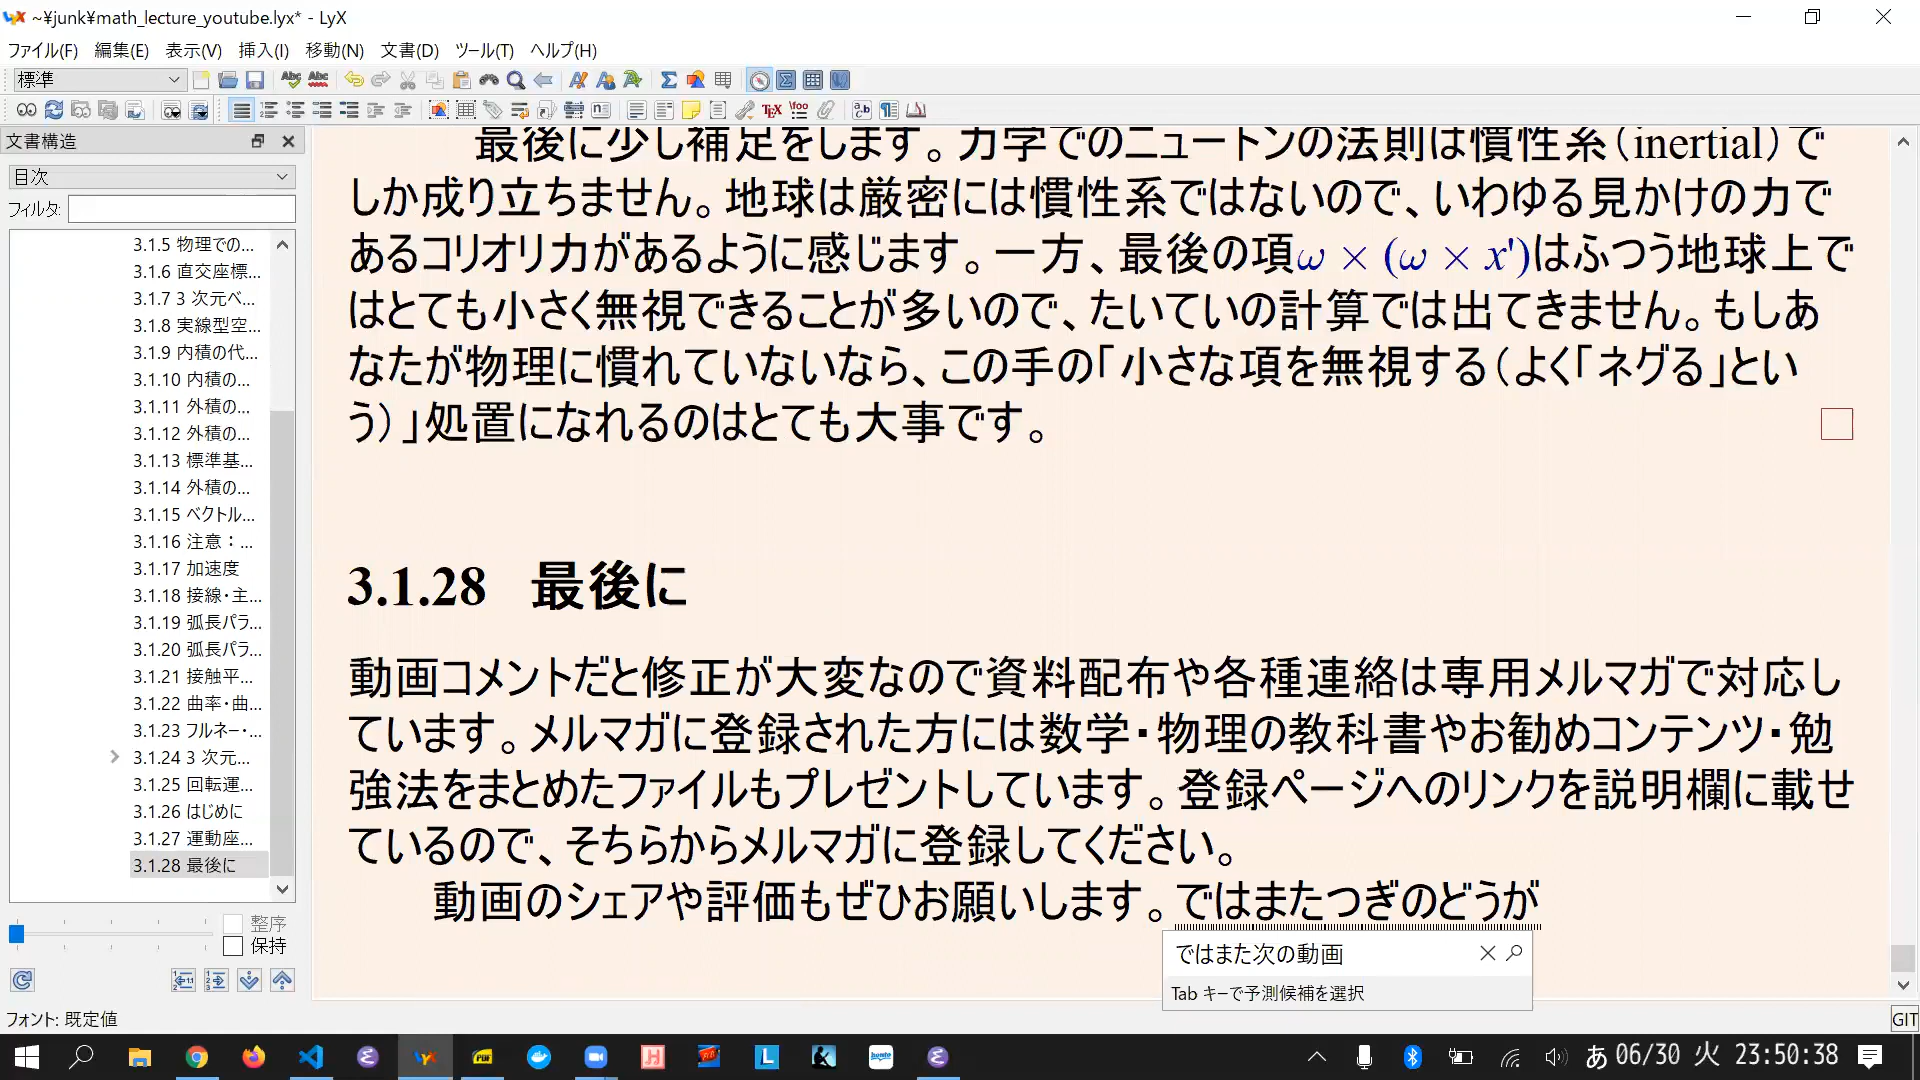 ~¥junk¥math_lecture_youtube.lyx* - LyX
ファイル(F) 編集(E) 表示(V) 挿入(I) 移動(N) 文書(D) ツール(T) ヘルプ(H)
標準
文書構造
目次
フィルタ:
3.1.5 物理での...
3.1.6 直交座標...
3.1.7 3 次元ベ...
3.1.8 実線型空...
3.1.9 内積の代...
3.1.10 内積の...
3.1.11 外積の...
3.1.12 外積の...
3.1.13 標準基...
3.1.14 外積の...
3.1.15 ベクトル...
3.1.16 注意：...
3.1.17 加速度
3.1.18 接線・主...
3.1.19 弧長パラ...
3.1.20 弧長パラ...
3.1.21 接触平...
3.1.22 曲率・曲...
3.1.23 フルネー・...
3.1.24 3 次元...
3.1.25 回転運...
3.1.26 はじめに
3.1.27 運動座...
3.1.28 最後に
整序
保持
最後に少し補足をします。力学でのニュートンの法則は慣性系（inertial）で
しか成り立ちません。地球は厳密には慣性系ではないので、いわゆる見かけの力で
あるコリオリ力があるように感じます。一方、最後の項ω × (ω × x')はふつう地球上で
はとても小さく無視できることが多いので、たいていの計算では出てきません。もしあ
なたが物理に慣れていないなら、この手の「小さな項を無視する（よく「ネグる」とい
う）」処置になれるのはとても大事です。
3.1.28 最後に
動画コメントだと修正が大変なので資料配布や各種連絡は専用メルマガで対応し
ています。メルマガに登録された方には数学・物理の教科書やお勧めコンテンツ・勉
強法をまとめたファイルもプレゼントしています。登録ページへのリンクを説明欄に載せ
ているので、そちらからメルマガに登録してください。
動画のシェアや評価もぜひお願いします。ではまたつぎのどうが
ではまた次の動画
Tab キーで予測候補を選択
フォント: 既定値
GIT
あ 06/30 火 23:50:38